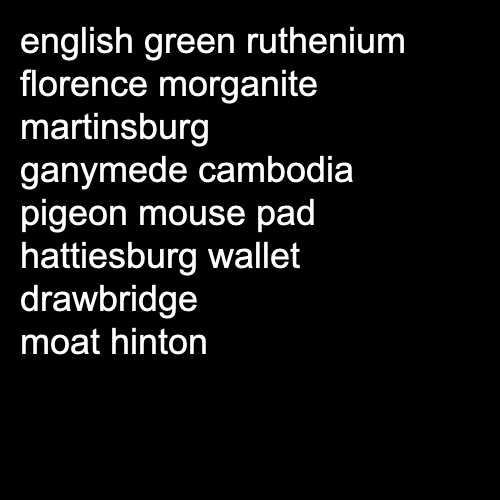 english green ruthenium
florence morganite
martinsburg
ganymede cambodia
pigeon mouse pad
hattiesburg wallet
drawbridge
moat hinton